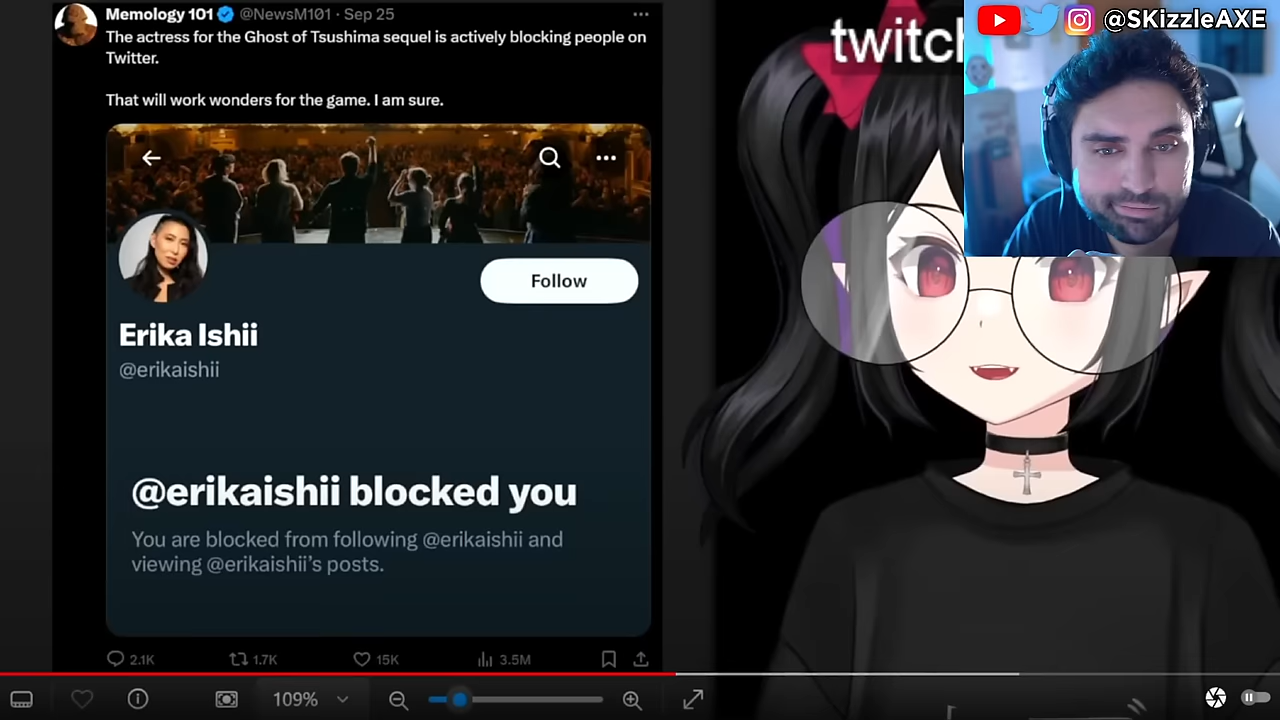 Memology 101 @NewsM101 · Sep 25
The actress for the Ghost of Tsushima sequel is actively blocking people on
Twitter.
That will work wonders for the game. I am sure.
Follow
Erika Ishii
@erikaishii
@erikaishii blocked you
You are blocked from following @erikaishii and
viewing @erikaishii's posts.
2.1K 1.7K 15K 3.5M
twitch
@SKizzleAXE
109%